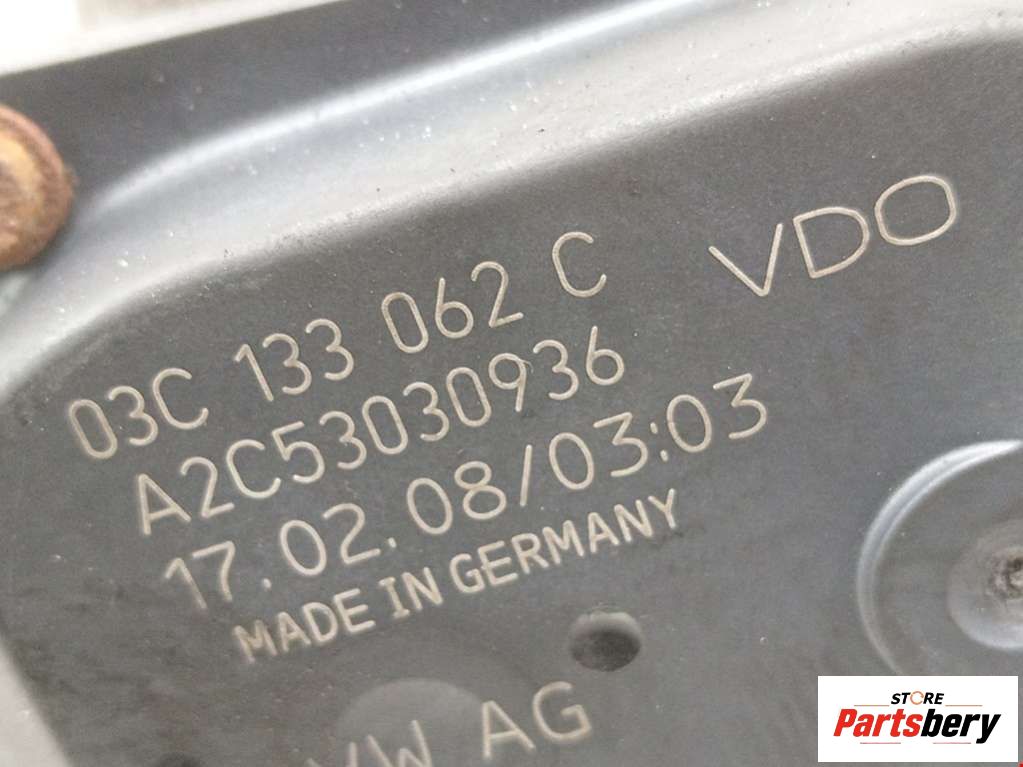 03C 133 062 C VDO
A2C53030936
17.02.08/03:03
MADE IN GERMANY
VW AG
STORE
Partsbery